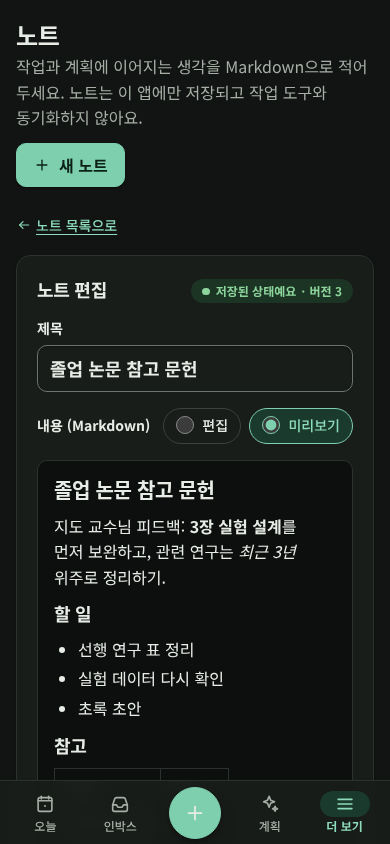 노트
작업과 계획에 이어지는 생각을 Markdown으로 적어
두세요. 노트는 이 앱에만 저장되고 작업 도구와
동기화하지 않아요.
+ 새 노트
← 노트 목록으로
노트 편집
저장된 상태예요 · 버전 3
제목
졸업 논문 참고 문헌
내용 (Markdown)
편집
미리보기
졸업 논문 참고 문헌
지도 교수님 피드백: 3장 실험 설계를
먼저 보완하고, 관련 연구는 최근 3년
위주로 정리하기.
할 일
• 선행 연구 표 정리
• 실험 데이터 다시 확인
• 초록 초안
참고
오늘
인박스
계획
더 보기